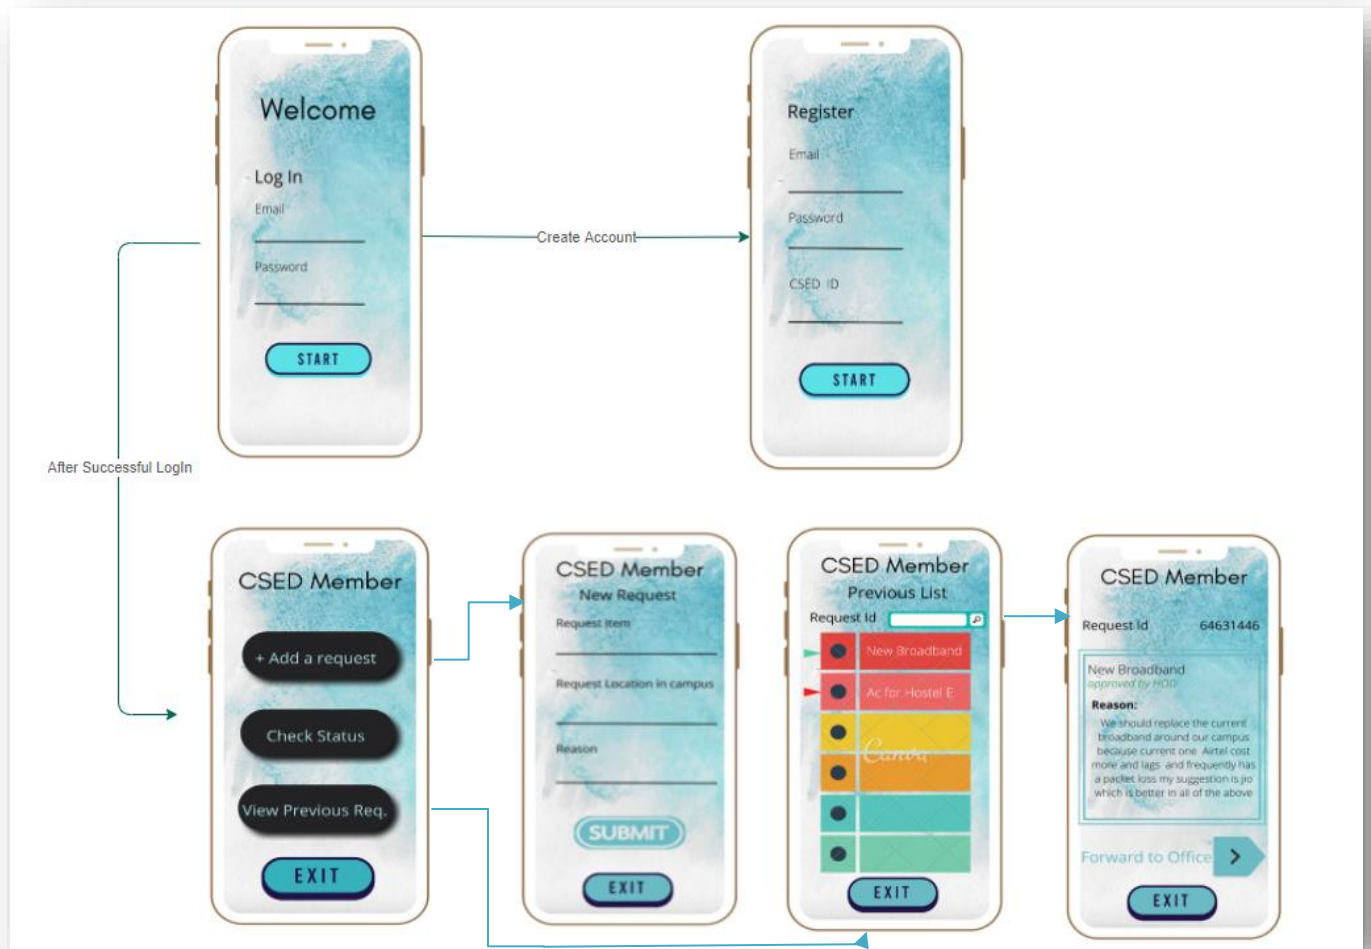 Welcome
Log In
Email
Password
START
Create Account
Register
Email
Password
CSED ID
START
After Successful LogIn
CSED Member
+ Add a request
Check Status
View Previous Req.
EXIT
CSED Member
New Request
Request Item
Request Location in campus
Reason
SUBMIT
EXIT
CSED Member
Previous List
Request Id
New Broadband
Ac for Hostel E
Canva
EXIT
CSED Member
Request Id 64631446
New Broadband
approved by HOD
Reason:
We should replace the current
broadband around our campus
because current one Airtel cost
more and lags and frequently has
a packet loss my suggestion is jio
which is better in all of the above
Forward to Office
EXIT